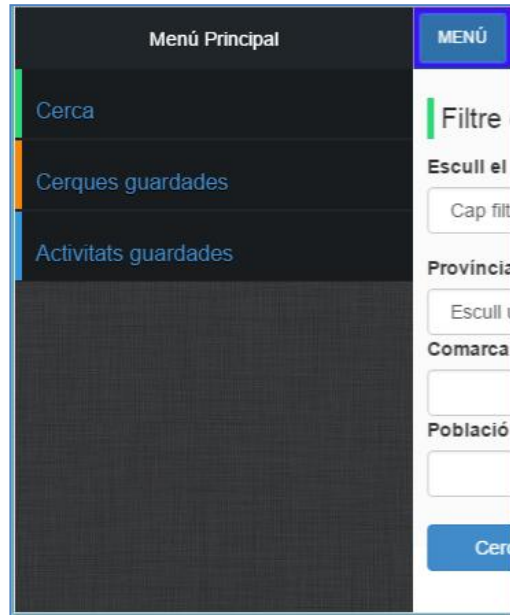 Menú Principal
Cerca
Cerques guardades
Activitats guardades
MENÚ
Filtre
Escull el
Cap filt
Província
Escull
Comarca
Població
Cer